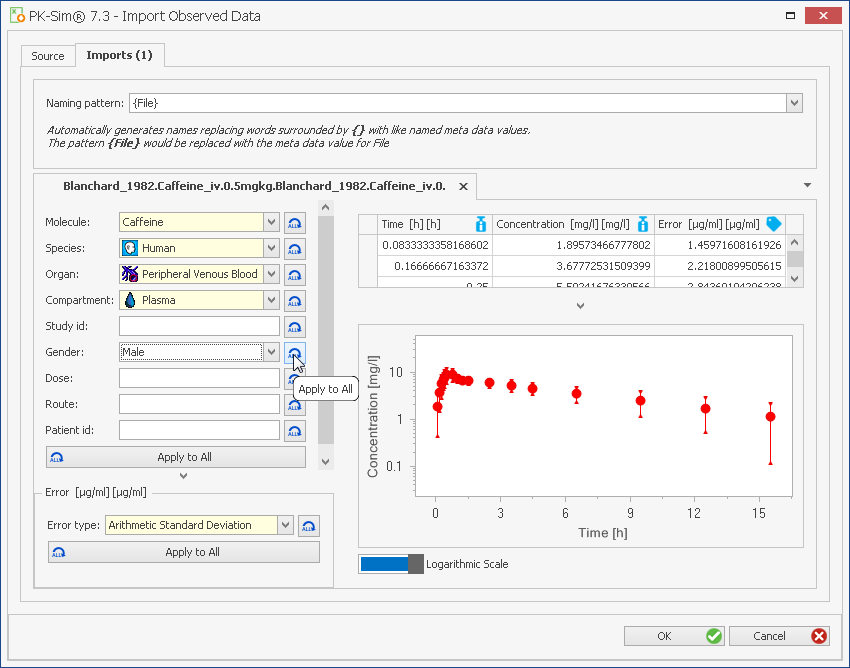 PK-Sim® 7.3 - Import Observed Data
Source
Imports (1)
Naming pattern: {File}
Automatically generates names replacing words surrounded by {} with like named meta data values.
The pattern {File} would be replaced with the meta data value for File
Blanchard_1982.Caffeine_iv.0.5mgkg.Blanchard_1982.Caffeine_iv.0.
Molecule: Caffeine
Species: Human
Organ: Peripheral Venous Blood
Compartment: Plasma
Study id:
Gender: Male
Dose:
Apply to All
Route:
Patient id:
ALL Apply to All
Error [µg/ml] [µg/ml]
Error type: Arithmetic Standard Deviation
ALL Apply to All
Time [h] [h] Concentration [mg/l] [mg/l] Error [µg/ml] [µg/ml]
0.0833333358168602 1.89573466777802 1.45971608161926
0.16666667163372 3.67772531509399 2.21800899505615
Concentration [mg/l]
10
1
0.1
0 3 6 9 12 15
Time [h]
Logarithmic Scale
OK
Cancel